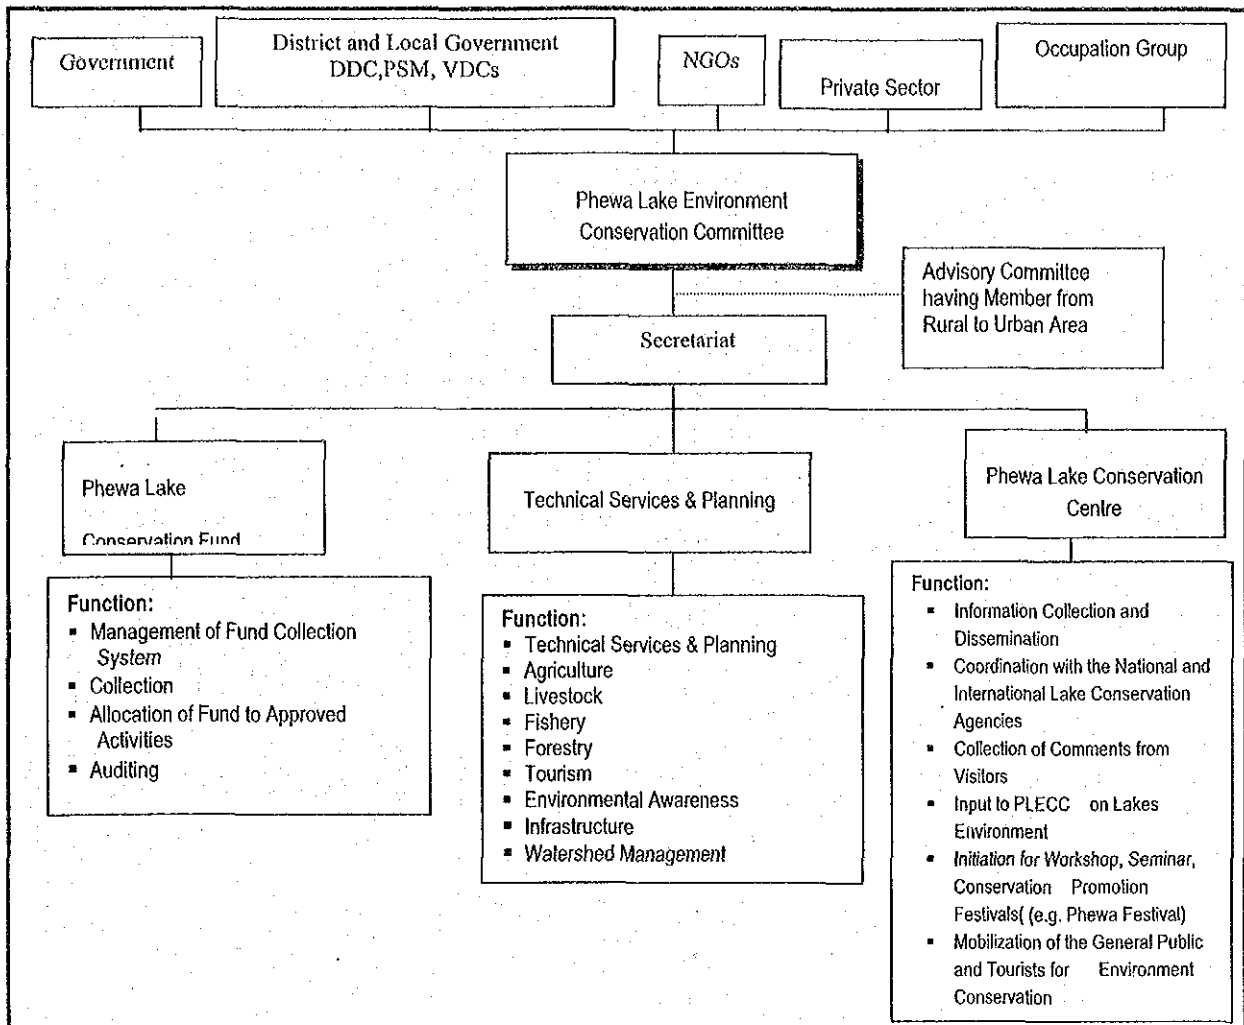 Government
District and Local Government
DDC,PSM, VDCs
NGOs
Private Sector
Occupation Group
Phewa Lake Environment
Conservation Committee
Advisory Committee
having Member from
Rural to Urban Area
Secretariat
Phewa Lake
Conservation Fund
Technical Services & Planning
Phewa Lake Conservation
Centre
Function:
▪ Management of Fund Collection
System
▪ Collection
▪ Allocation of Fund to Approved
Activities
▪ Auditing
Function:
▪ Technical Services & Planning
▪ Agriculture
▪ Livestock
▪ Fishery
▪ Forestry
▪ Tourism
▪ Environmental Awareness
▪ Infrastructure
▪ Watershed Management
Function:
▪ Information Collection and
Dissemination
▪ Coordination with the National and
International Lake Conservation
Agencies
▪ Collection of Comments from
Visitors
▪ Input to PLECC on Lakes
Environment
▪ Initiation for Workshop, Seminar,
Conservation Promotion
Festivals( (e.g. Phewa Festival)
▪ Mobilization of the General Public
and Tourists for Environment
Conservation